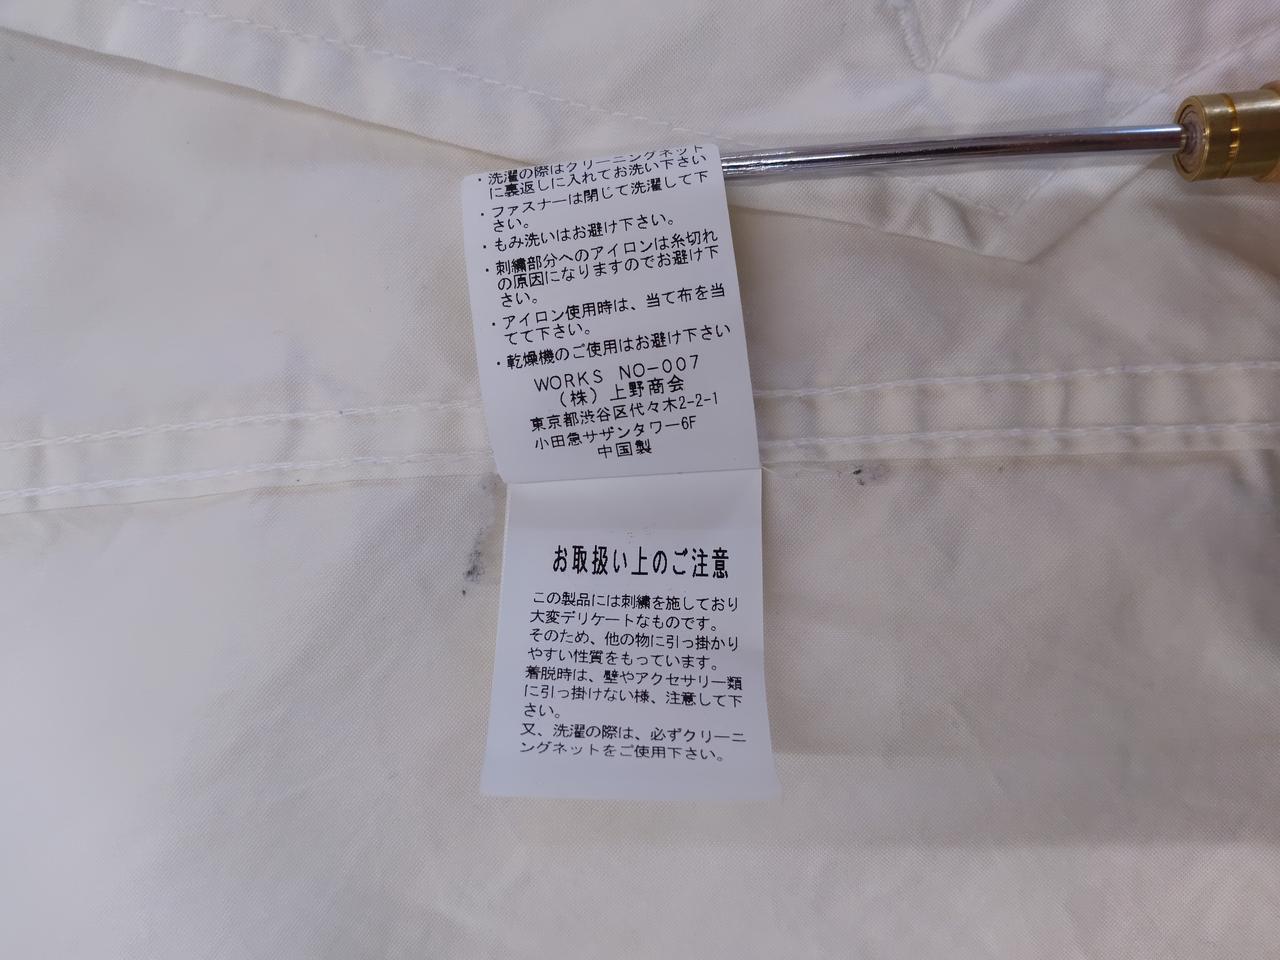 ・洗濯の際はクリーニングネット
に裏返しに入れてお洗い下さい
・ファスナーは閉じて洗濯して下
さい。
・もみ洗いはお避け下さい。
・刺繍部分へのアイロンは糸切れ
の原因になりますのでお避け下
さい。
・アイロン使用時は、当て布を当
てて下さい。
・乾燥機のご使用はお避け下さい
WORKS NO-007
(株)上野商会
東京都渋谷区代々木2-2-1
小田急サザンタワー6F
中国製
お取扱い上のご注意
この製品には刺繍を施しており
大変デリケートなものです。
そのため、他の物に引っ掛かり
やすい性質をもっています。
着脱時は、壁やアクセサリー類
に引っ掛けない様、注意して下
さい。
又、洗濯の際は、必ずクリーニ
ングネットをご使用下さい。